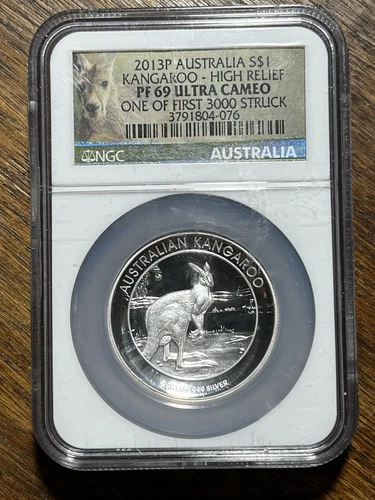 2013P AUSTRALIA S$1
KANGAROO - HIGH RELIEF
PF 69 ULTRA CAMEO
ONE OF FIRST 3000 STRUCK
3791804-076
NGC
AUSTRALIA
AUSTRALIAN KANGAROO
SILVER